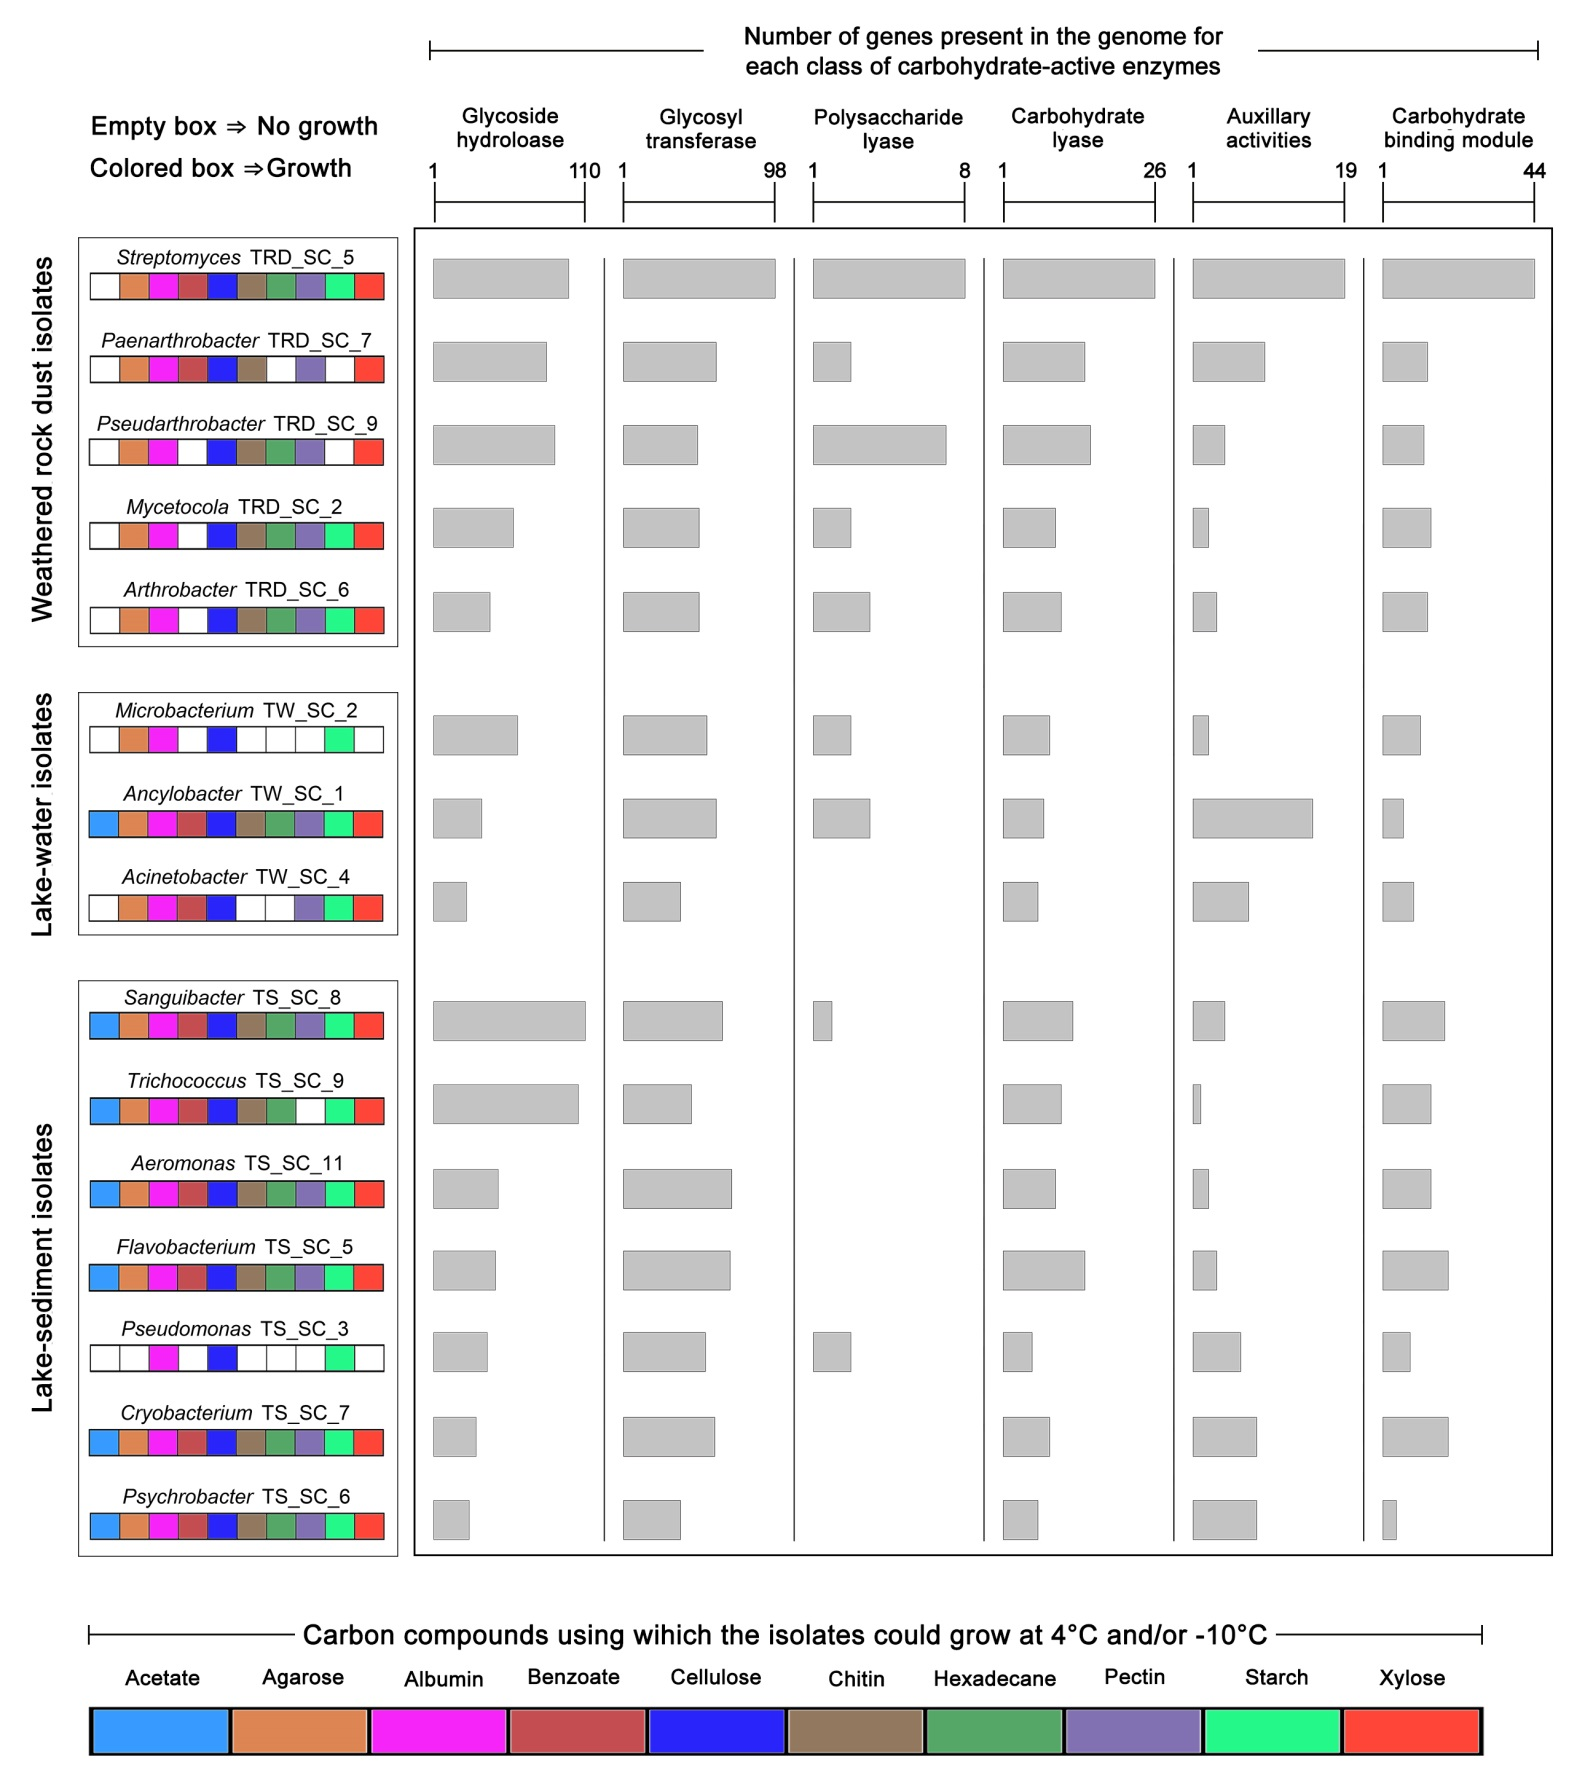 Number of genes present in the genome for
each class of carbohydrate-active enzymes
Empty box ⇒ No growth
Colored box ⇒Growth
Glycoside
hydroloase
Glycosyl
transferase
Polysaccharide
lyase
Carbohydrate
lyase
Auxillary
activities
Carbohydrate
binding module
1 110 1 98 1 8 1 26 1 19 1 44
Weathered rock dust isolates
Streptomyces TRD_SC_5
Paenarthrobacter TRD_SC_7
Pseudarthrobacter TRD_SC_9
Mycetocola TRD_SC_2
Arthrobacter TRD_SC_6
Lake-water isolates
Microbacterium TW_SC_2
Ancylobacter TW_SC_1
Acinetobacter TW_SC_4
Lake-sediment isolates
Sanguibacter TS_SC_8
Trichococcus TS_SC_9
Aeromonas TS_SC_11
Flavobacterium TS_SC_5
Pseudomonas TS_SC_3
Cryobacterium TS_SC_7
Psychrobacter TS_SC_6
Carbon compounds using wihich the isolates could grow at 4°C and/or -10°C
Acetate Agarose Albumin Benzoate Cellulose Chitin Hexadecane Pectin Starch Xylose